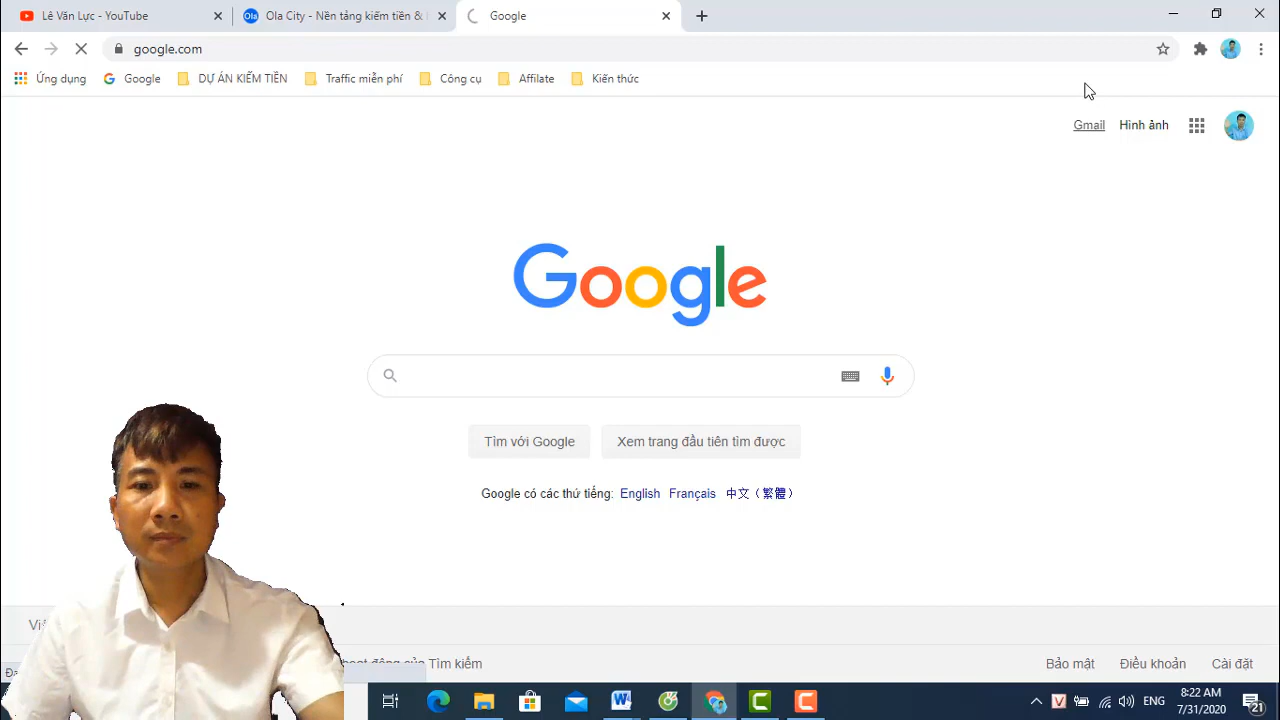 Lê Văn Lực - YouTube
Ola City - Nền tảng kiếm tiền &
Google
google.com
Ứng dụng
Google
DỰ ÁN KIẾM TIỀN
Traffic miễn phí
Công cụ
Affilate
Kiến thức
Gmail
Hình ảnh
Google
Tìm với Google
Xem trang đầu tiên tìm được
Google có các thứ tiếng: English Français 中文（繁體）
động của Tìm kiếm
Bảo mật
Điều khoản
Cài đặt
ENG
8:22 AM
7/31/2020
21